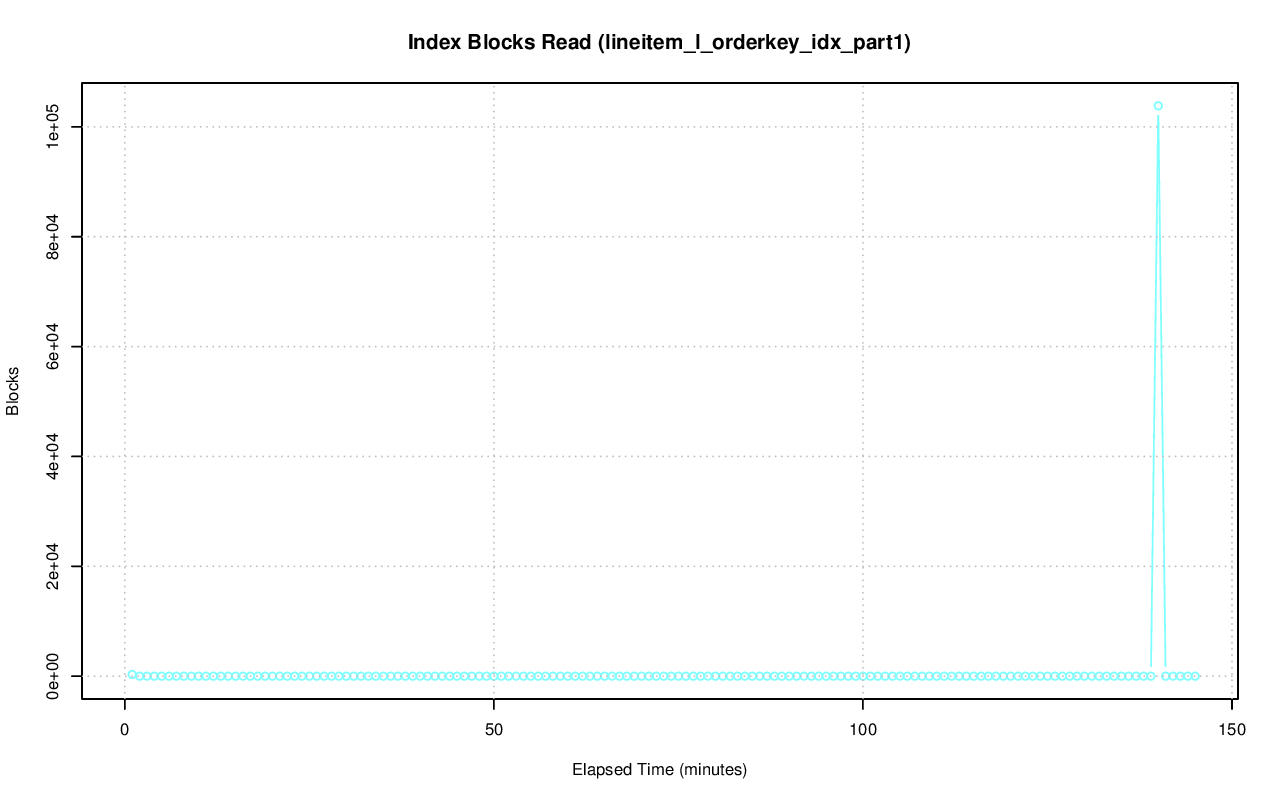 Index Blocks Read (lineitem_l_orderkey_idx_part1)
Blocks
1e+05
8e+04
6e+04
4e+04
2e+04
0e+00
0 50 100 150
Elapsed Time (minutes)